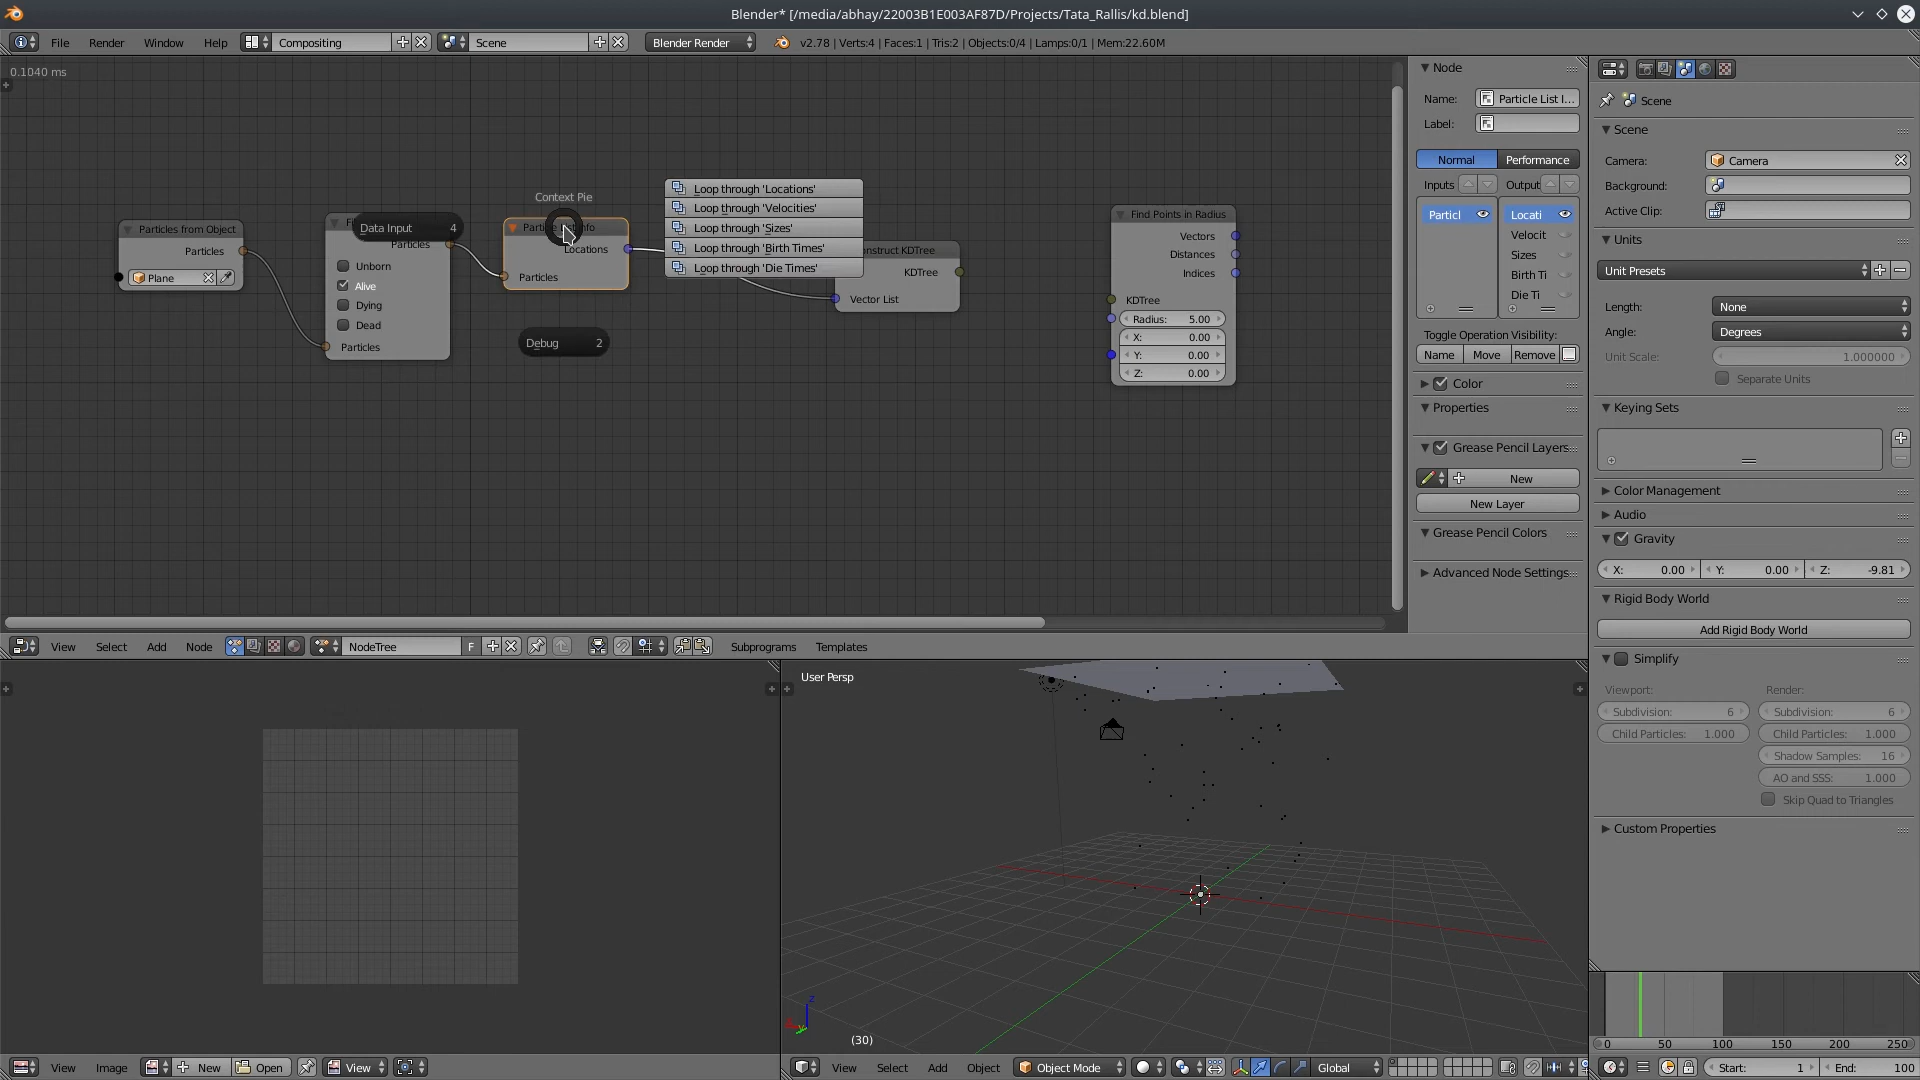 Blender* [/media/abhay/22003B1E003AF87D/Projects/Tata_Rallis/kd.blend]
File Render Window Help Compositing Scene Blender Render v2.78 | Verts:4 | Faces:1 | Tris:2 | Objects:0/4 | Lamps:0/1 | Mem:22.60M
0.1040 ms
Context Pie
Particles from Object
Particles
Plane
Data Input 4
Particles
Unborn
Alive
Dying
Dead
Particles
Locations
Particles
Debug 2
Loop through 'Locations'
Loop through 'Velocities'
Loop through 'Sizes'
Loop through 'Birth Times'
Loop through 'Die Times'
onstruct KDTree
KDTree
Vector List
Find Points in Radius
Vectors
Distances
Indices
KDTree
Radius: 5.00
X: 0.00
Y: 0.00
Z: 0.00
Node
Name: Particle List I...
Label:
Normal Performance
Inputs Output
Particl Locati
Velocit
Sizes
Birth Ti
Die Ti
Toggle Operation Visibility:
Name Move Remove
Color
Properties
Grease Pencil Layers
New
New Layer
Grease Pencil Colors
Advanced Node Settings
Scene
Scene
Camera: Camera
Background:
Active Clip:
Units
Unit Presets
Length: None
Angle: Degrees
Unit Scale: 1.000000
Separate Units
Keying Sets
Color Management
Audio
Gravity
X: 0.00 Y: 0.00 Z: -9.81
Rigid Body World
Add Rigid Body World
Simplify
Viewport: Render:
Subdivision: 6 Subdivision: 6
Child Particles: 1.000 Child Particles: 1.000
Shadow Samples: 16
AO and SSS: 1.000
Skip Quad to Triangles
Custom Properties
View Select Add Node NodeTree F Subprograms Templates
User Persp
z
(30)
View Image New Open View
View Select Add Object Object Mode Global
0 50 100 150 200 250
Start: 1 End: 100